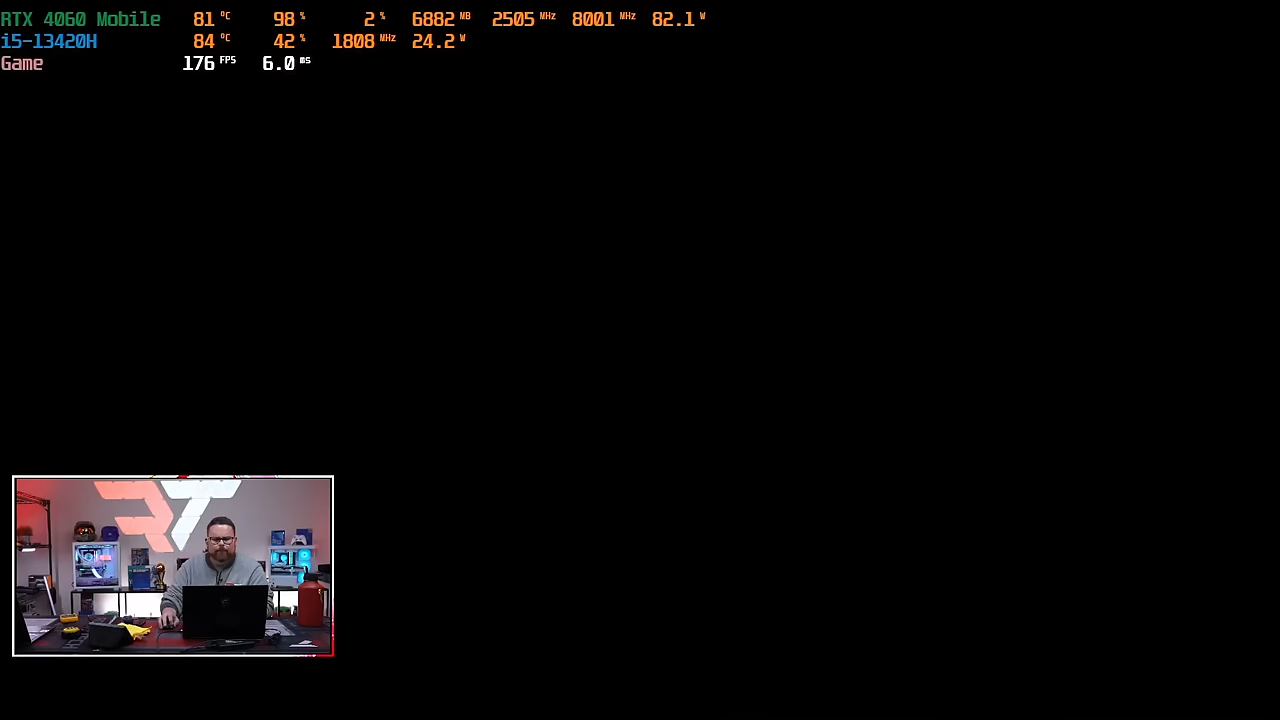 RTX 4060 Mobile 81 °C 98 % 2 % 6882 MB 2505 MHz 8001 MHz 82.1 W
i5-13420H 84 °C 42 % 1808 MHz 24.2 W
Game 176 FPS 6.0 ms
RT